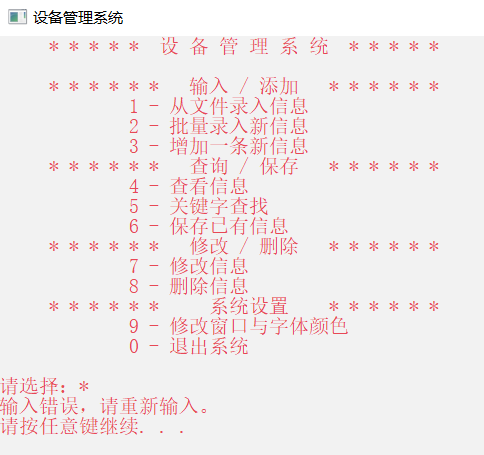 设备管理系统
* * * * *  设 备 管 理 系 统  * * * * *
* * * * * *   输入 / 添加   * * * * * *
1 - 从文件录入信息
2 - 批量录入新信息
3 - 增加一条新信息
* * * * * *   查询 / 保存   * * * * * *
4 - 查看信息
5 - 关键字查找
6 - 保存已有信息
* * * * * *   修改 / 删除   * * * * * *
7 - 修改信息
8 - 删除信息
* * * * * *     系统设置    * * * * * *
9 - 修改窗口与字体颜色
0 - 退出系统
请选择：*
输入错误，请重新输入。
请按任意键继续. . .